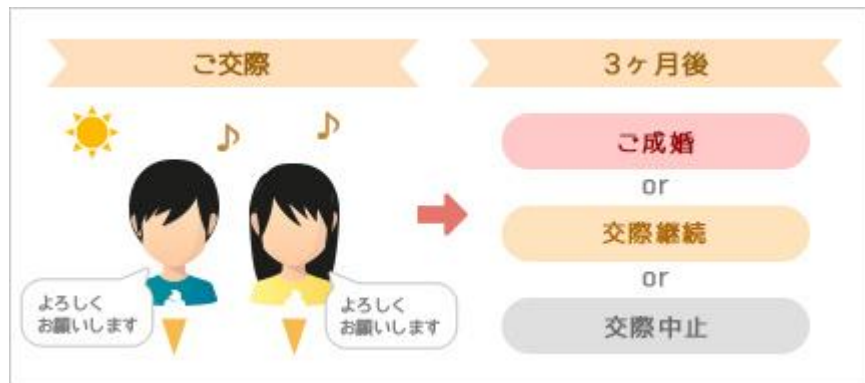 ご交際
よろしく
お願いします
よろしく
お願いします
3ヶ月後
ご成婚
or
交際継続
or
交際中止